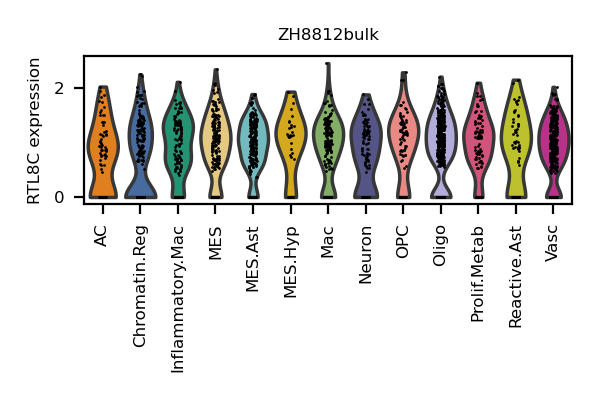 ZH8812bulk
RTL8C expression
2
0
AC
Chromatin.Reg
Inflammatory.Mac
MES
MES.Ast
MES.Hyp
Mac
Neuron
OPC
Oligo
Prolif.Metab
Reactive.Ast
Vasc